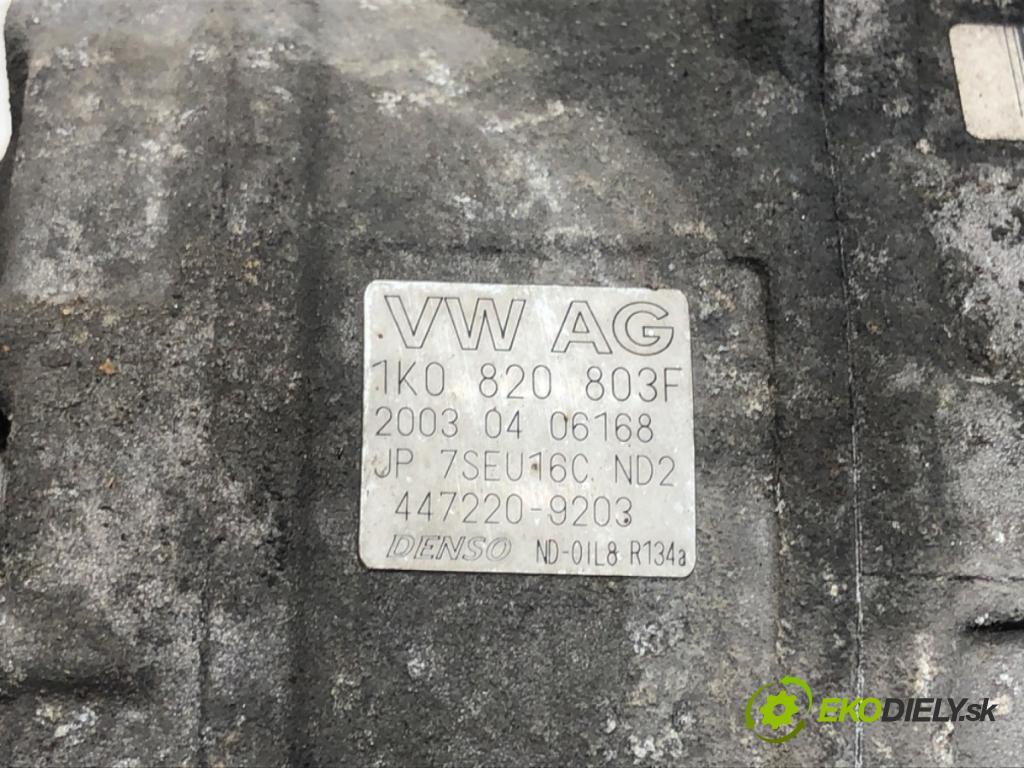 VW AG
1K0 820 803F
2003 04 06168
JP 7SEU16C ND2
447220-9203
DENSO ND-OIL8 R134a
EKODIELY.sk